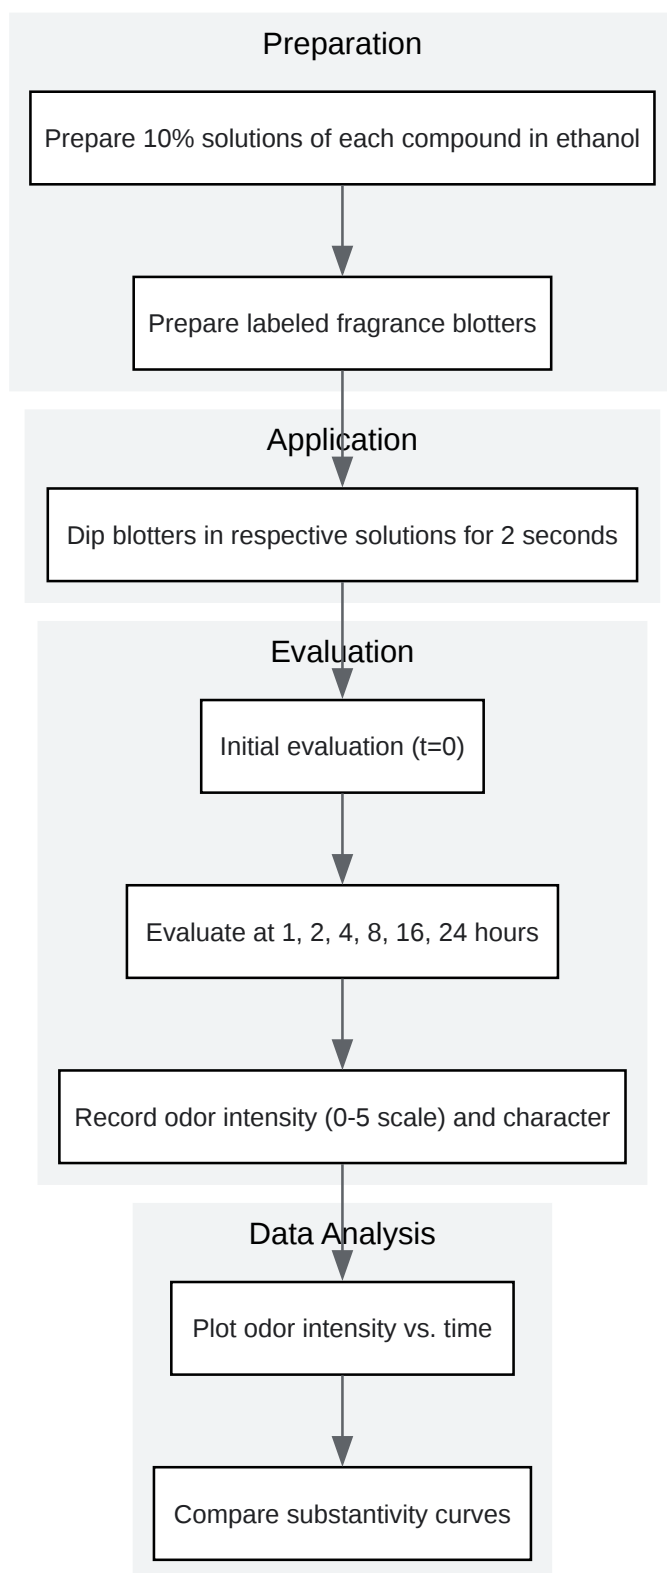 Preparation
Prepare 10% solutions of each compound in ethanol
Prepare labeled fragrance blotters
Application
Dip blotters in respective solutions for 2 seconds
Evaluation
Initial evaluation (t=0)
Evaluate at 1, 2, 4, 8, 16, 24 hours
Record odor intensity (0-5 scale) and character
Data Analysis
Plot odor intensity vs. time
Compare substantivity curves